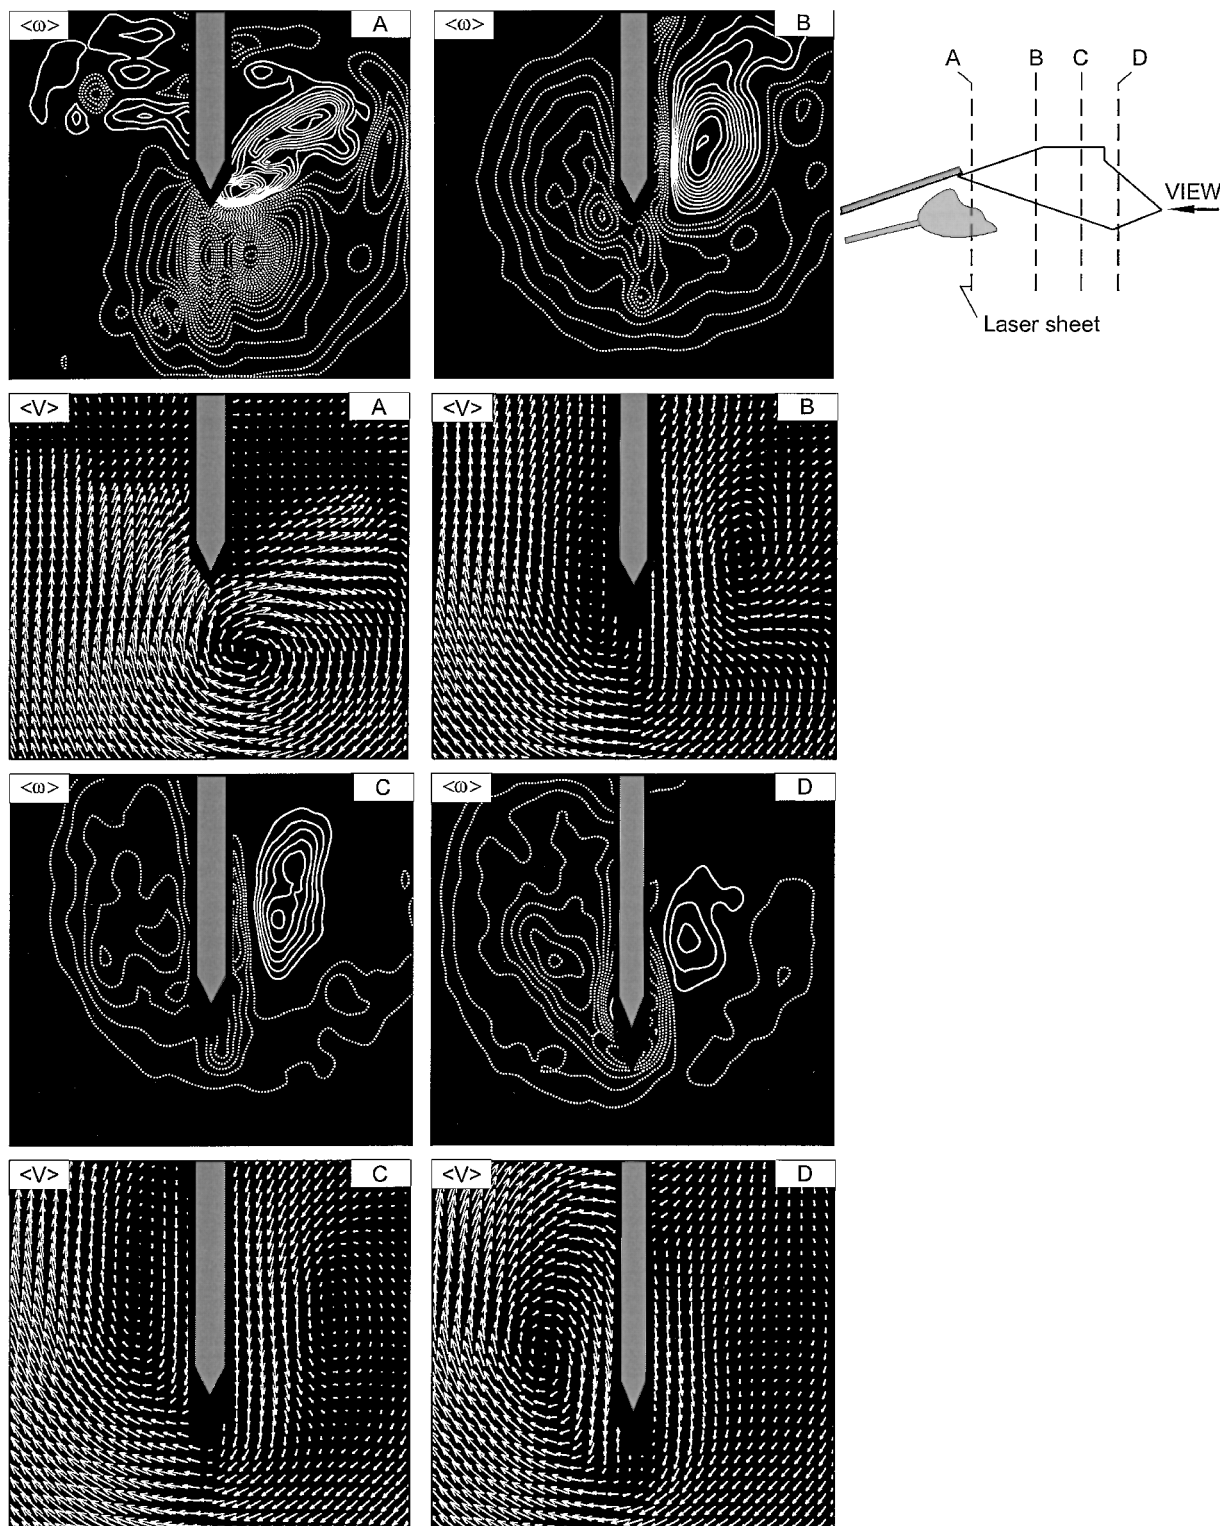 <ω> A
<ω> B
A B C D
VIEW
Laser sheet
<V> A
<V> B
<ω> C
<ω> D
<V> C
<V> D